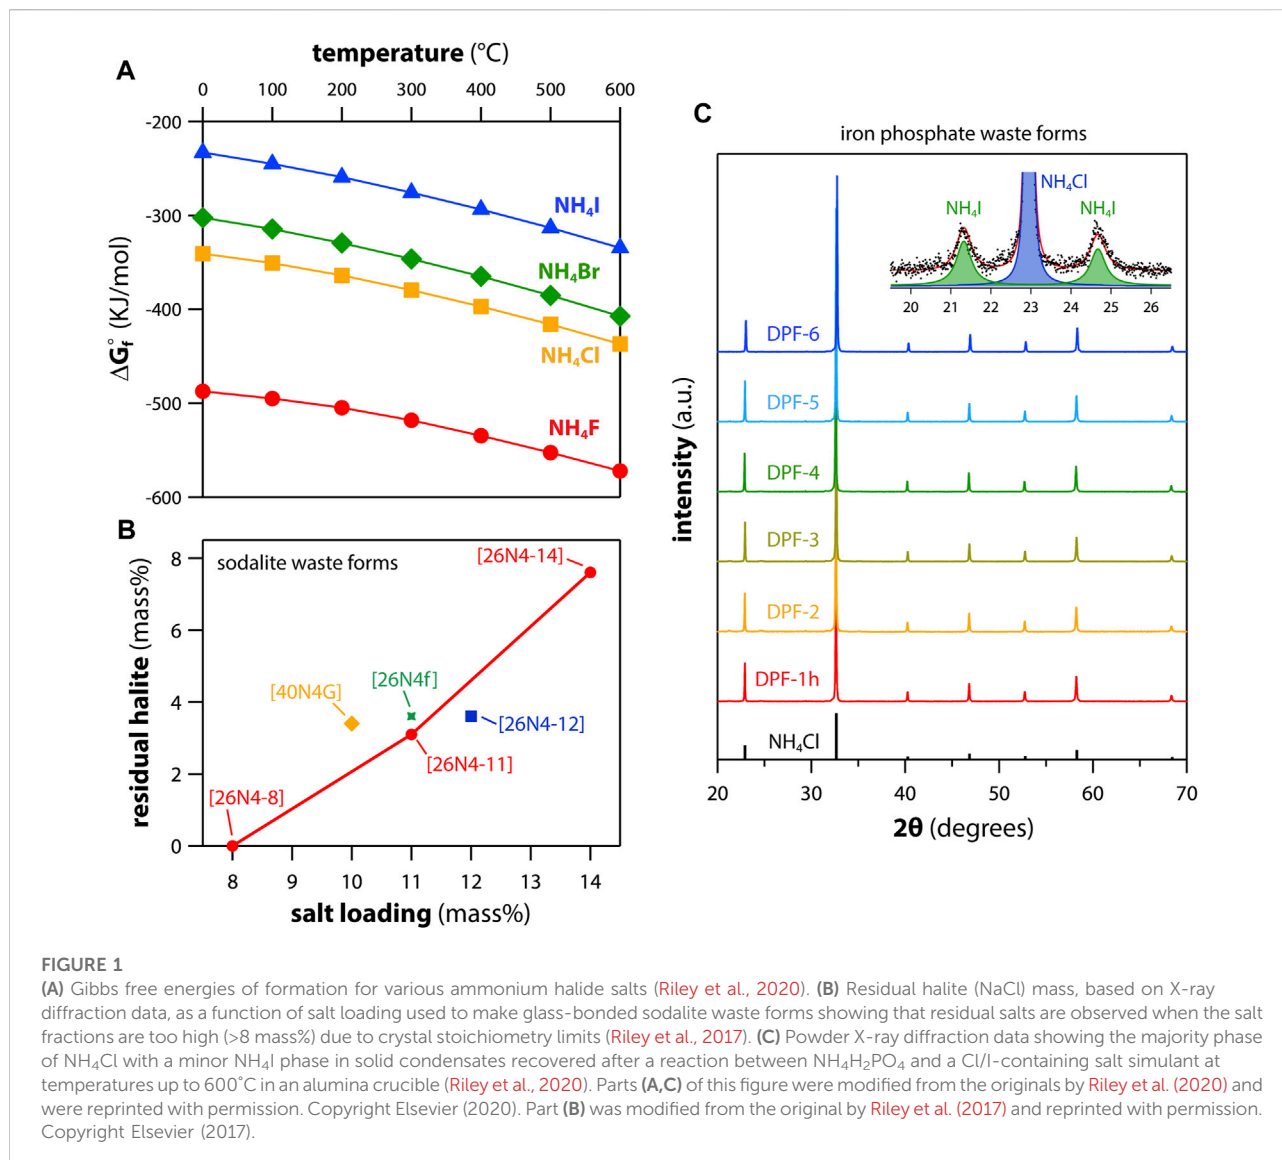 temperature (°C)
A
0 100 200 300 400 500 600
-200
-300
-400
-500
-600
ΔG°f (KJ/mol)
NH₄I
NH₄Br
NH₄Cl
NH₄F
B
sodalite waste forms
8
6
4
2
0
residual halite (mass%)
[26N4-14]
[40N4G]
[26N4f]
[26N4-12]
[26N4-11]
[26N4-8]
8 9 10 11 12 13 14
salt loading (mass%)
C
iron phosphate waste forms
NH₄Cl
NH₄I
NH₄I
20 21 22 23 24 25 26
DPF-6
DPF-5
DPF-4
DPF-3
DPF-2
DPF-1h
NH₄Cl
intensity (a.u.)
20 30 40 50 60 70
2θ (degrees)
FIGURE 1
(A) Gibbs free energies of formation for various ammonium halide salts (Riley et al., 2020). (B) Residual halite (NaCl) mass, based on X-ray
diffraction data, as a function of salt loading used to make glass-bonded sodalite waste forms showing that residual salts are observed when the salt
fractions are too high (>8 mass%) due to crystal stoichiometry limits (Riley et al., 2017). (C) Powder X-ray diffraction data showing the majority phase
of NH₄Cl with a minor NH₄I phase in solid condensates recovered after a reaction between NH₄H₂PO₄ and a Cl/I-containing salt simulant at
temperatures up to 600°C in an alumina crucible (Riley et al., 2020). Parts (A,C) of this figure were modified from the originals by Riley et al. (2020) and
were reprinted with permission. Copyright Elsevier (2020). Part (B) was modified from the original by Riley et al. (2017) and reprinted with permission.
Copyright Elsevier (2017).